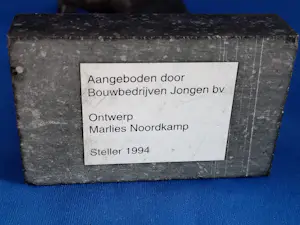 Aangeboden door
Bouwbedrijven Jongen bv
Ontwerp
Marlies Noordkamp
Steller 1994